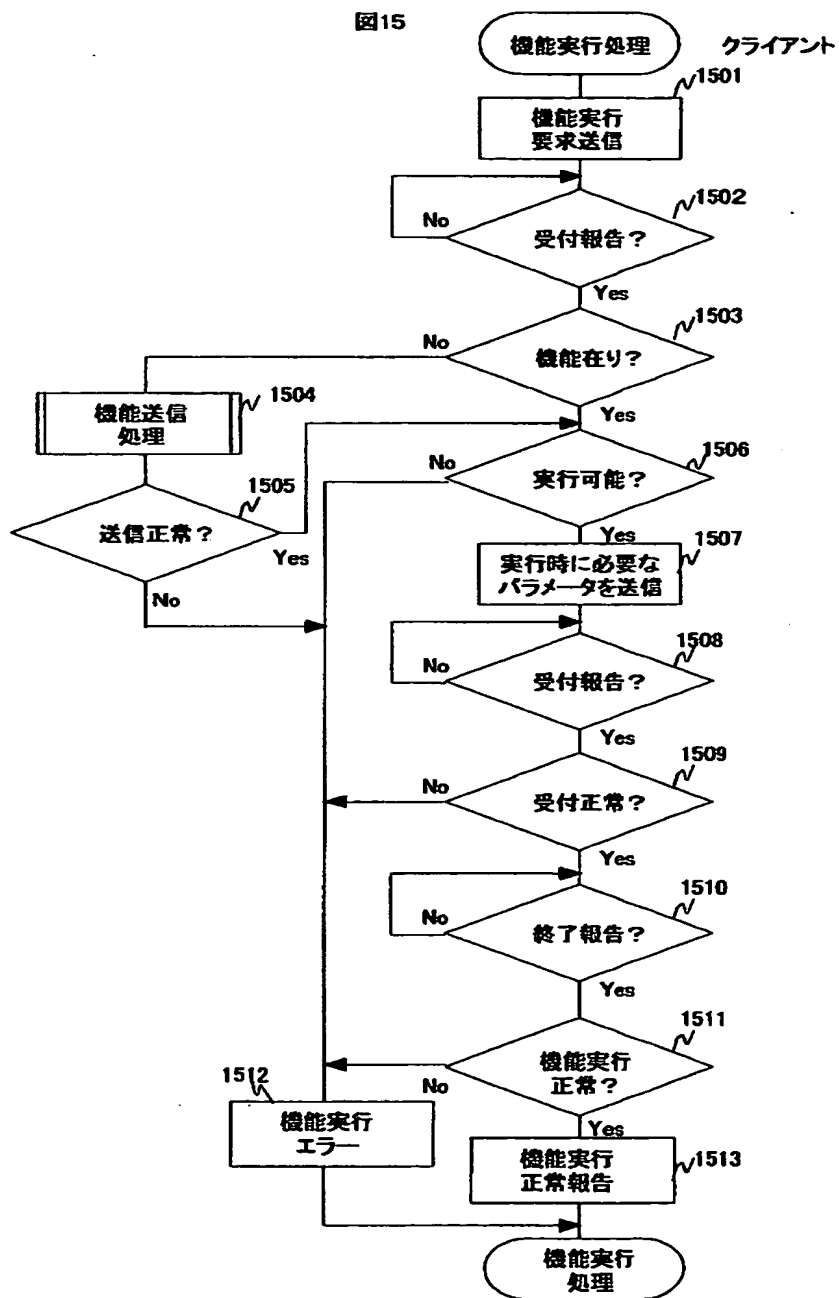 図15
機能実行処理
クライアント
1501
機能実行
要求送信
1502
No
受付報告?
Yes
1503
No
機能在り?
Yes
1504
機能送信
処理
1505
送信正常?
Yes
No
1506
No
実行可能?
Yes
1507
実行時に必要な
パラメータを送信
1508
No
受付報告?
Yes
1509
No
受付正常?
Yes
1510
No
終了報告?
Yes
1511
機能実行
正常?
No
Yes
1512
機能実行
エラー
機能実行
正常報告
1513
機能実行
処理